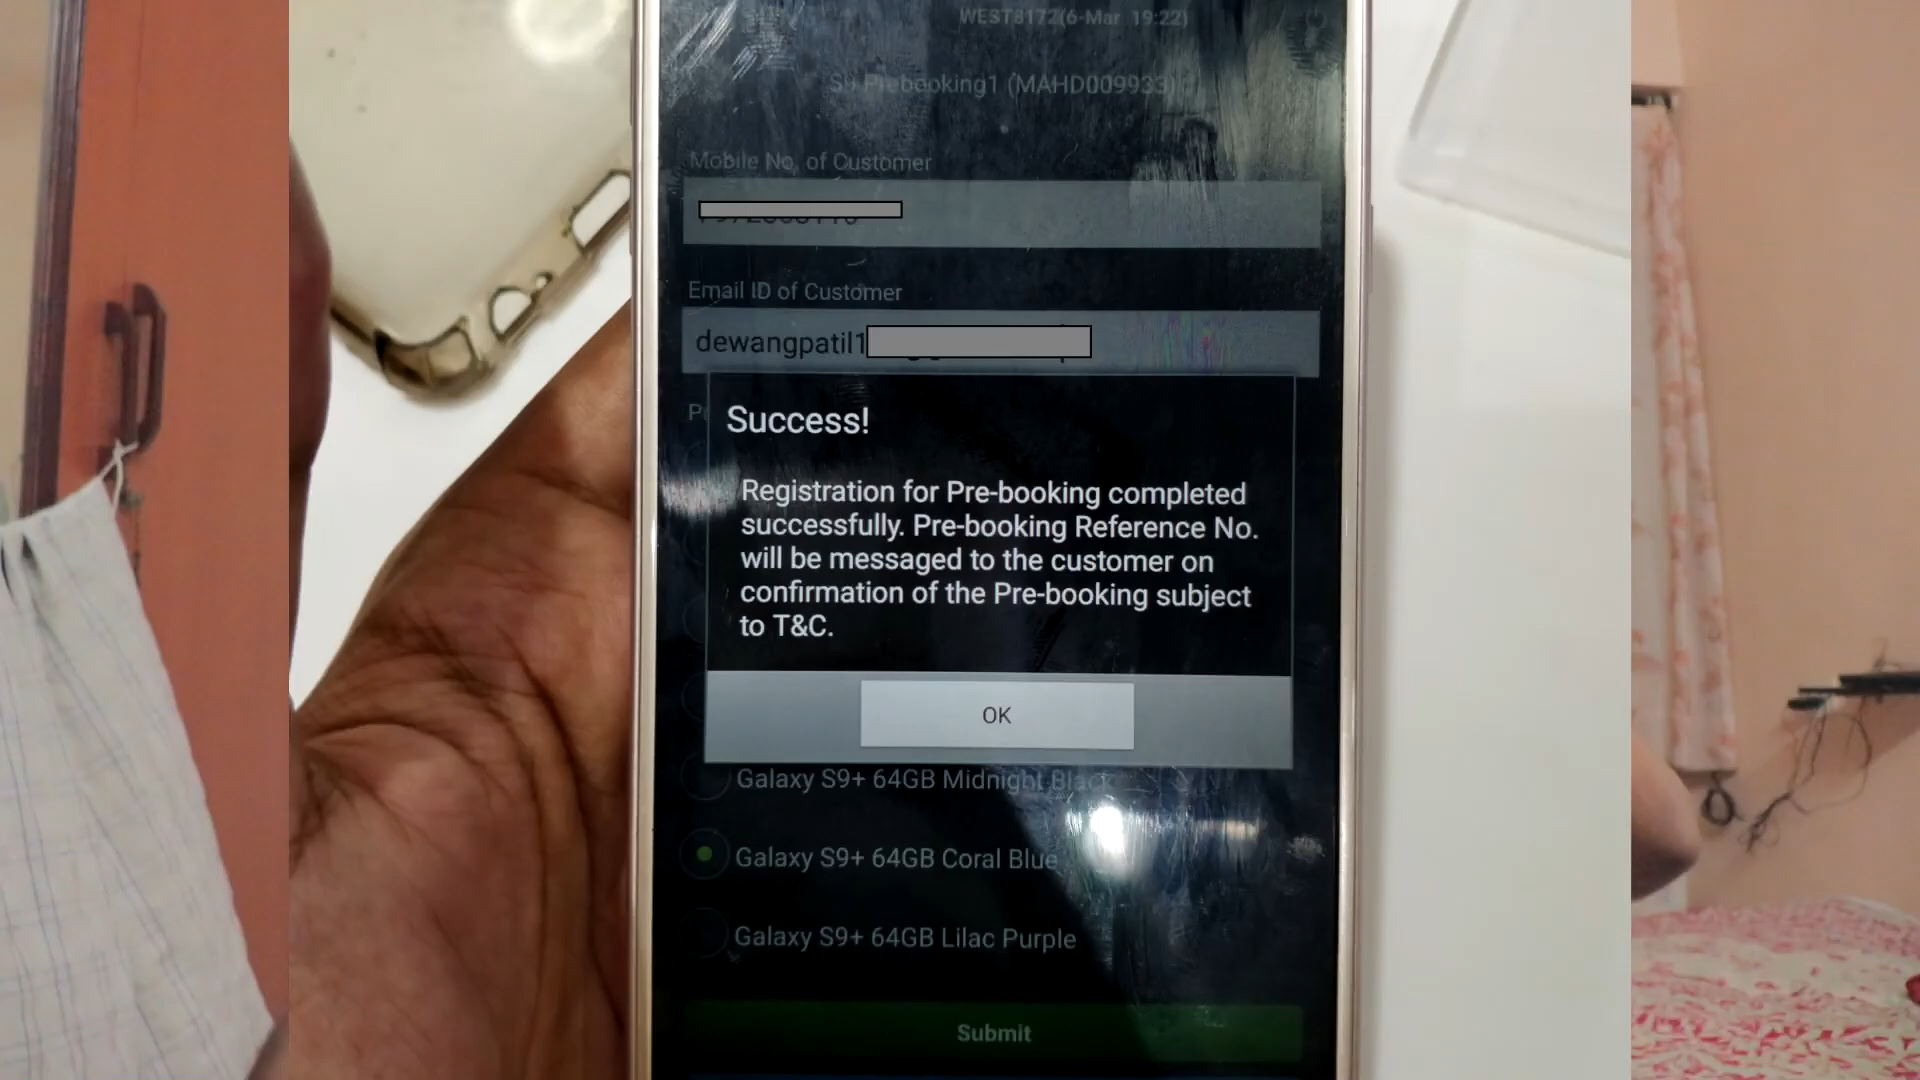 WEST8172(6-Mar 19:22)
S9 Prebooking1 (MAHD009933)
Mobile No. of Customer
Email ID of Customer
dewangpatil1
Success!
Registration for Pre-booking completed
successfully. Pre-booking Reference No.
will be messaged to the customer on
confirmation of the Pre-booking subject
to T&C.
OK
Galaxy S9+ 64GB Midnight Black
Galaxy S9+ 64GB Coral Blue
Galaxy S9+ 64GB Lilac Purple
Submit